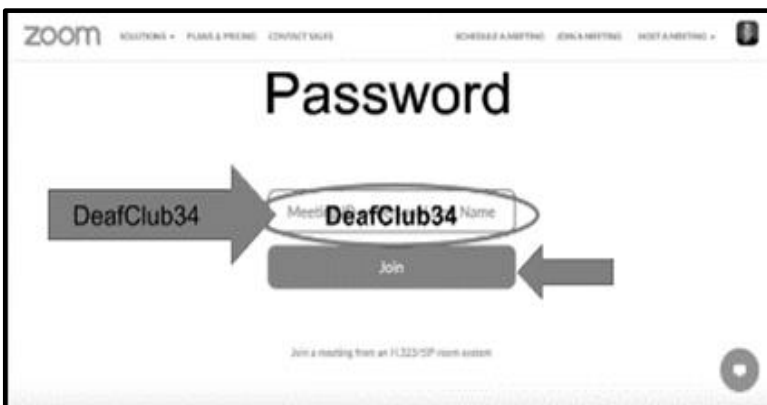 zoom SOLUTIONS PLANS & PRICING CONTACT SALES SCHEDULE A MEETING JOIN A MEETING HOST A MEETING
Password
DeafClub34 DeafClub34 Name
Join
Join a meeting from an H.323/SIP room system